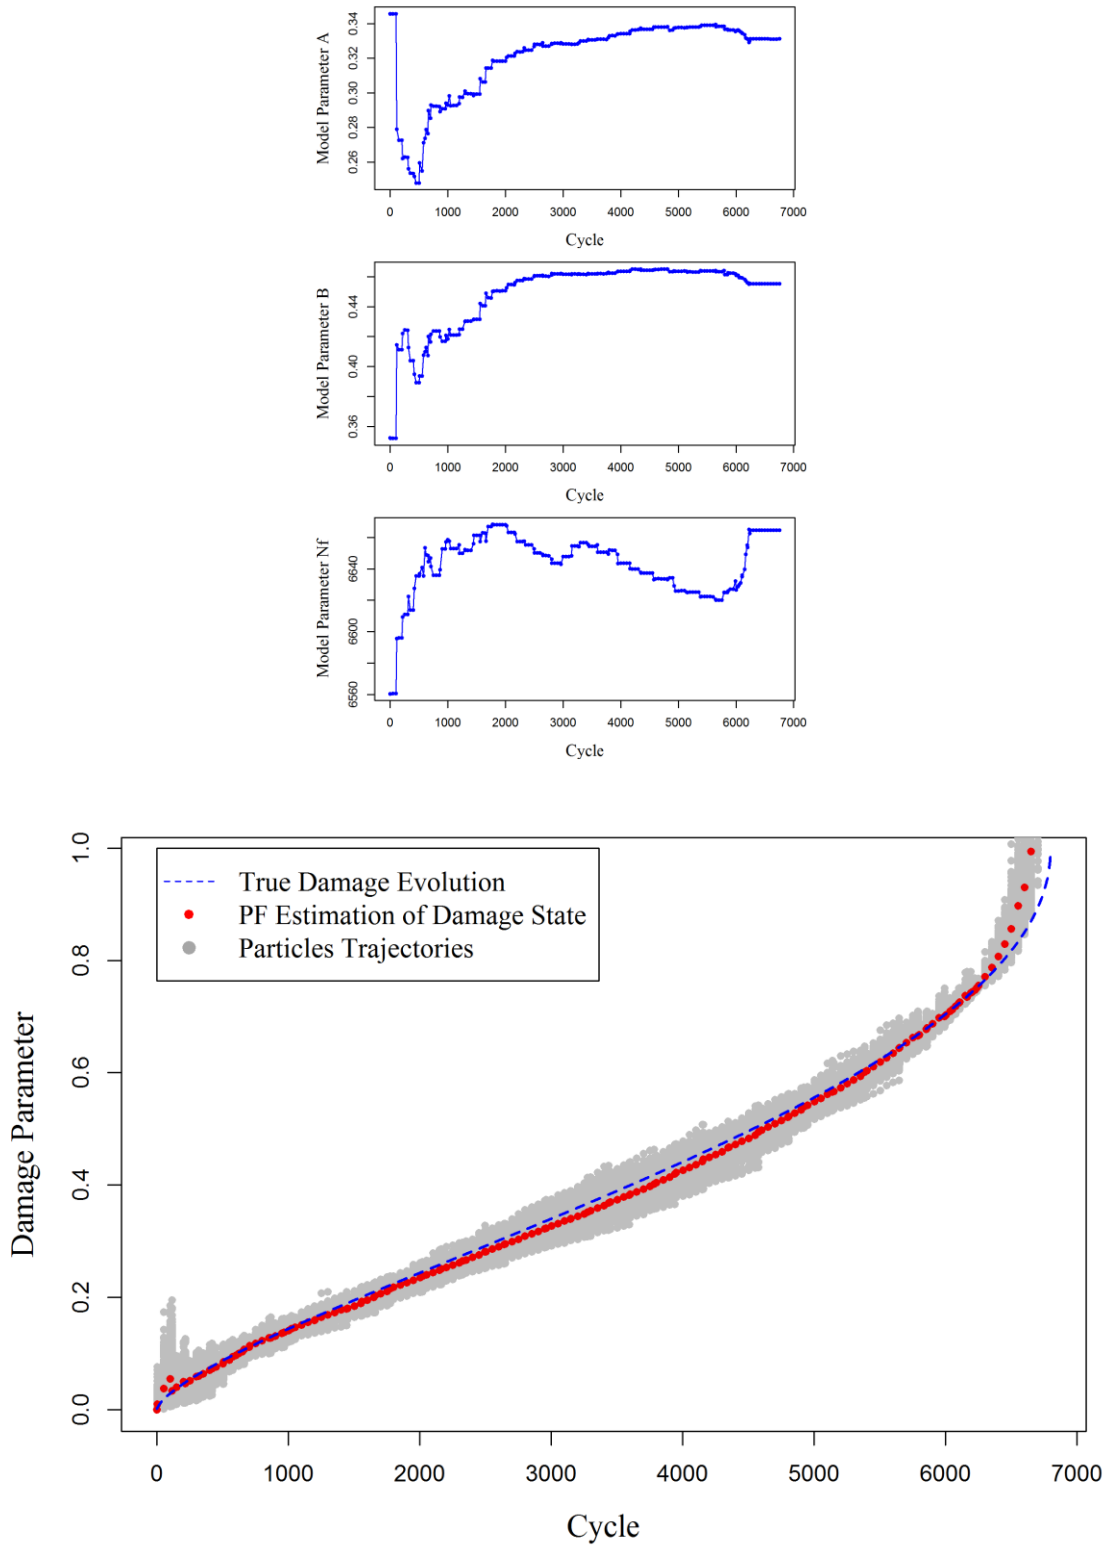 Model Parameter A
0.34
0.32
0.30
0.28
0.26
0 1000 2000 3000 4000 5000 6000 7000
Cycle
Model Parameter B
0.44
0.40
0.36
0 1000 2000 3000 4000 5000 6000 7000
Cycle
Model Parameter Nf
6640
6600
6560
0 1000 2000 3000 4000 5000 6000 7000
Cycle
True Damage Evolution
PF Estimation of Damage State
Particles Trajectories
Damage Parameter
1.0
0.8
0.6
0.4
0.2
0.0
0 1000 2000 3000 4000 5000 6000 7000
Cycle